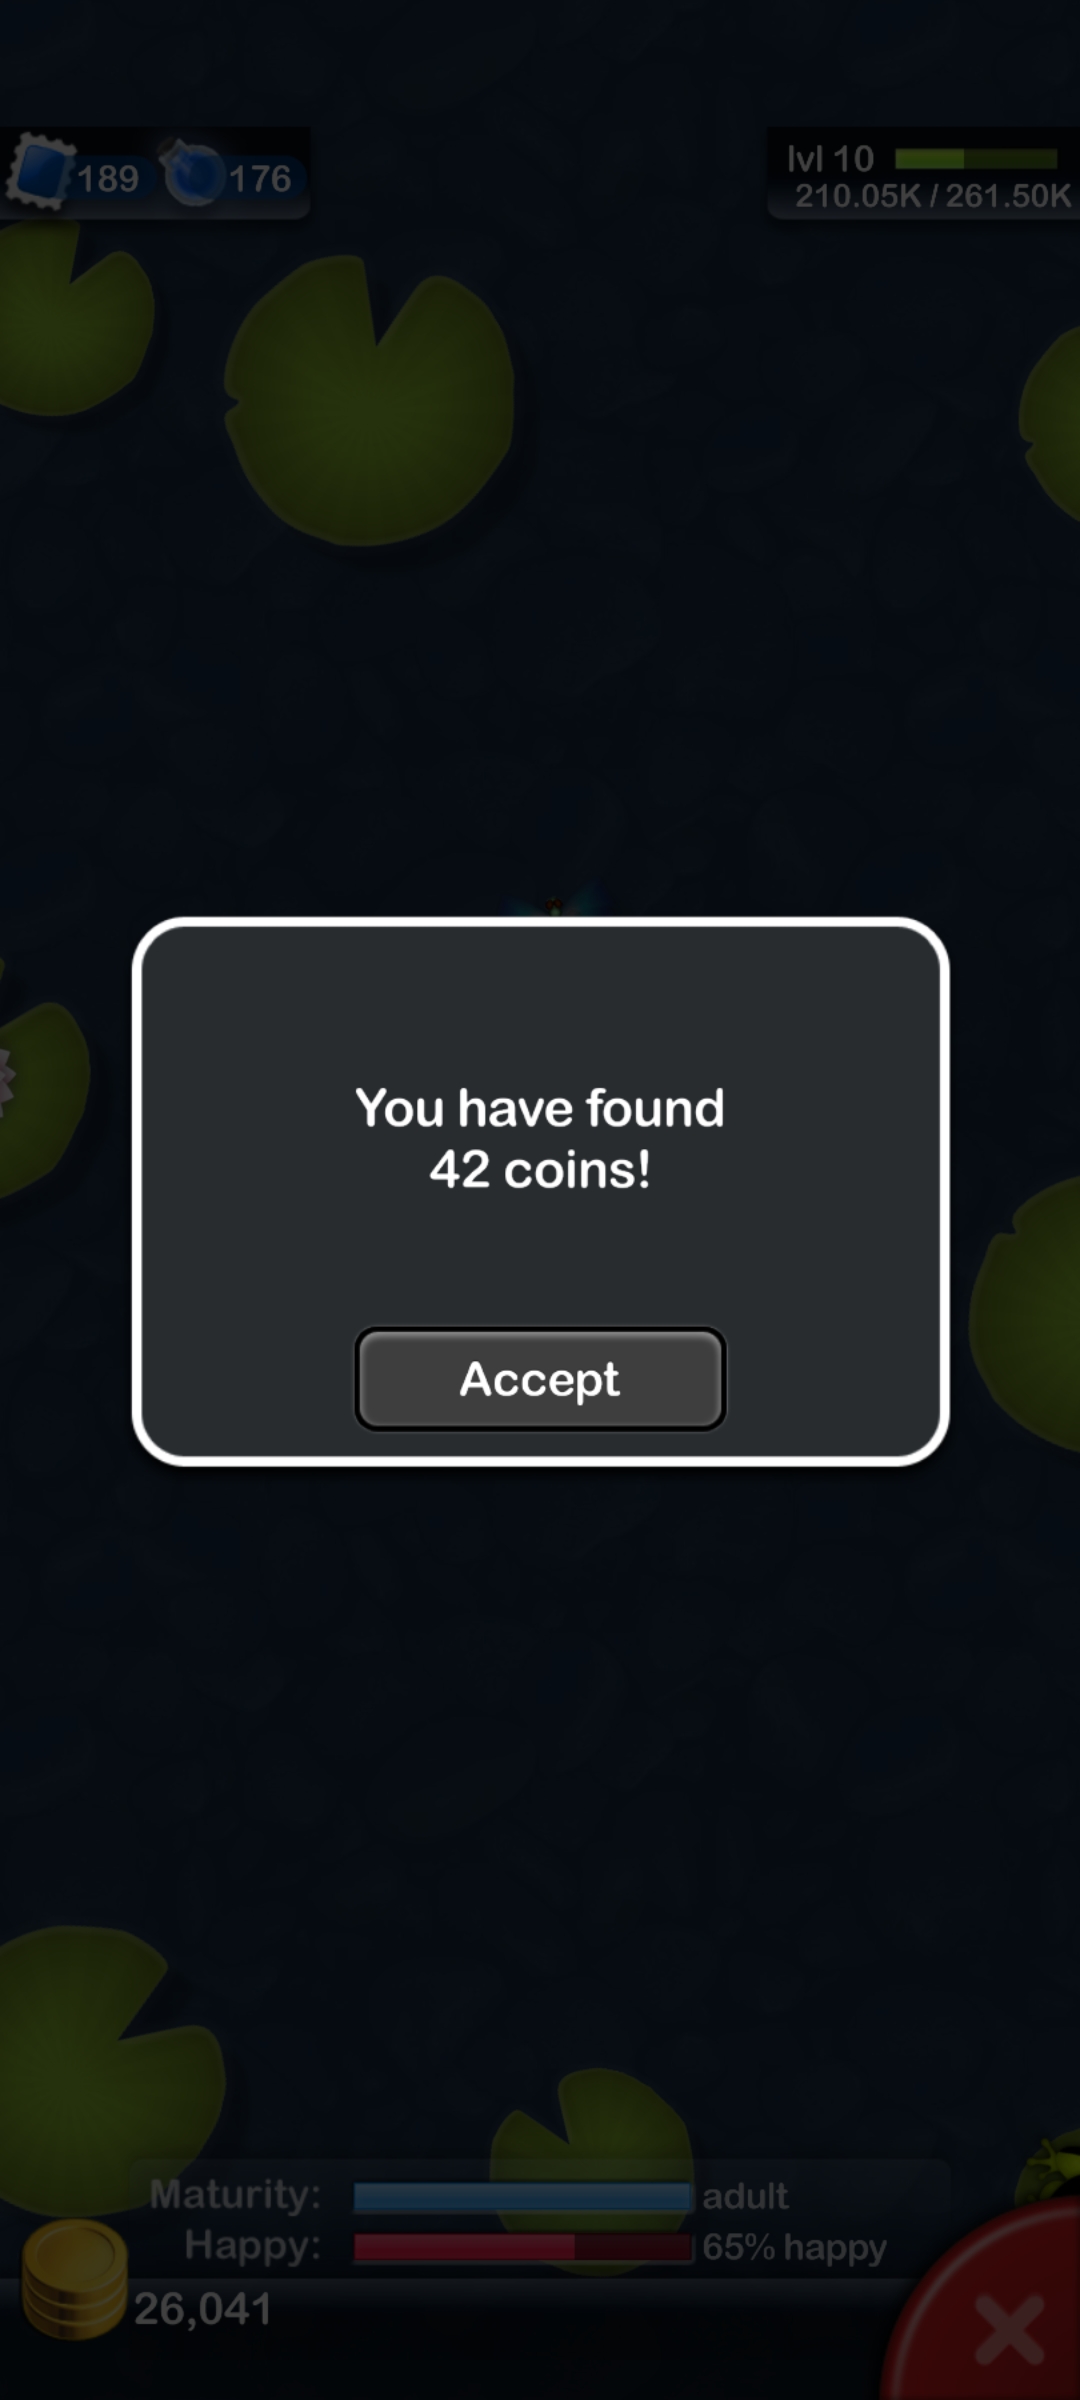 189
176
lvl 10
210.05K / 261.50K
You have found
42 coins!
Accept
Maturity:
adult
Happy:
65% happy
26,041